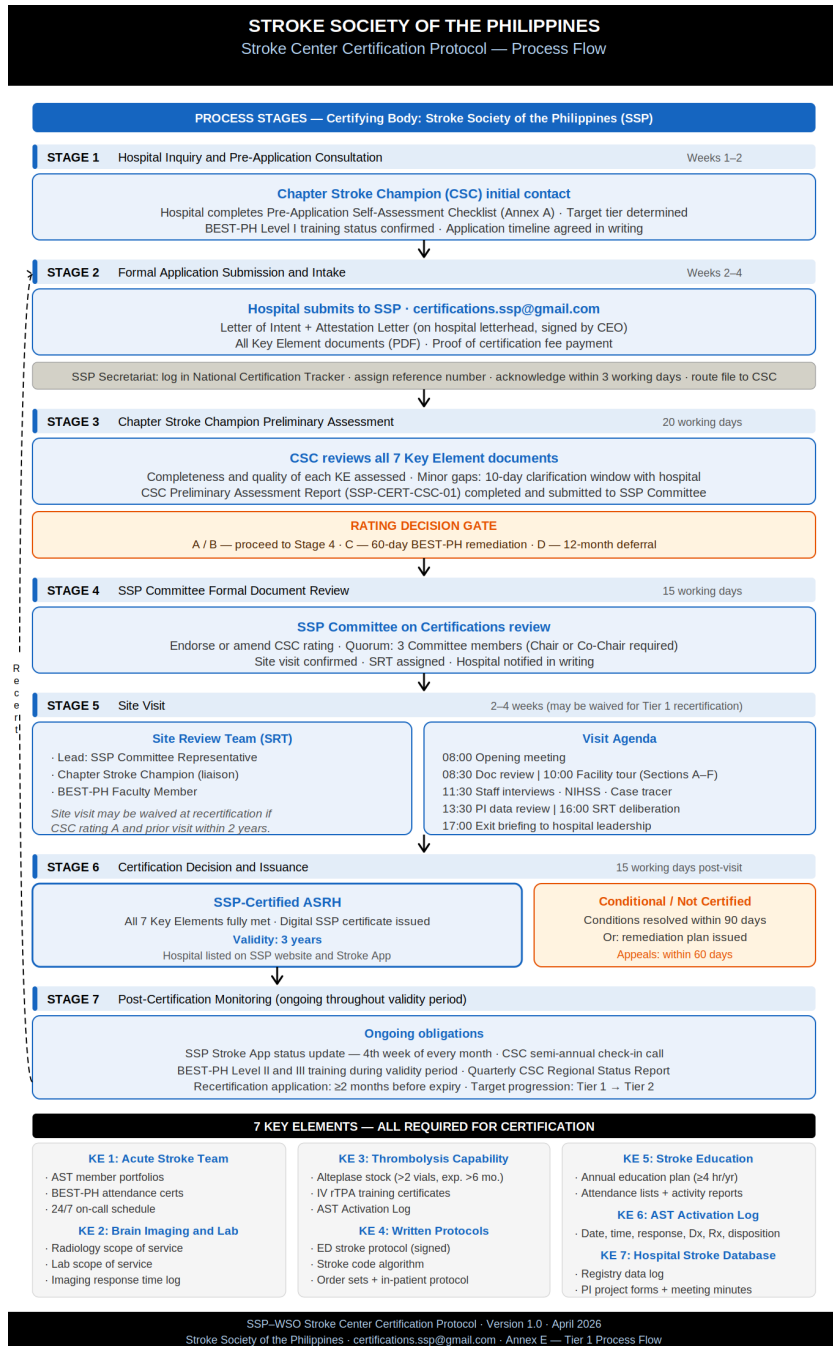 STROKE SOCIETY OF THE PHILIPPINES
Stroke Center Certification Protocol — Process Flow
PROCESS STAGES — Certifying Body: Stroke Society of the Philippines (SSP)
STAGE 1 Hospital Inquiry and Pre-Application Consultation Weeks 1–2
Chapter Stroke Champion (CSC) initial contact
Hospital completes Pre-Application Self-Assessment Checklist (Annex A) · Target tier determined
BEST-PH Level I training status confirmed · Application timeline agreed in writing
STAGE 2 Formal Application Submission and Intake Weeks 2–4
Hospital submits to SSP · certifications.ssp@gmail.com
Letter of Intent + Attestation Letter (on hospital letterhead, signed by CEO)
All Key Element documents (PDF) · Proof of certification fee payment
SSP Secretariat: log in National Certification Tracker · assign reference number · acknowledge within 3 working days · route file to CSC
STAGE 3 Chapter Stroke Champion Preliminary Assessment 20 working days
CSC reviews all 7 Key Element documents
Completeness and quality of each KE assessed · Minor gaps: 10-day clarification window with hospital
CSC Preliminary Assessment Report (SSP-CERT-CSC-01) completed and submitted to SSP Committee
RATING DECISION GATE
A / B — proceed to Stage 4 · C — 60-day BEST-PH remediation · D — 12-month deferral
STAGE 4 SSP Committee Formal Document Review 15 working days
SSP Committee on Certifications review
Endorse or amend CSC rating · Quorum: 3 Committee members (Chair or Co-Chair required)
Site visit confirmed · SRT assigned · Hospital notified in writing
Recert
STAGE 5 Site Visit 2–4 weeks (may be waived for Tier 1 recertification)
Site Review Team (SRT)
· Lead: SSP Committee Representative
· Chapter Stroke Champion (liaison)
· BEST-PH Faculty Member
Site visit may be waived at recertification if
CSC rating A and prior visit within 2 years.
Visit Agenda
08:00 Opening meeting
08:30 Doc review | 10:00 Facility tour (Sections A–F)
11:30 Staff interviews · NIHSS · Case tracer
13:30 PI data review | 16:00 SRT deliberation
17:00 Exit briefing to hospital leadership
STAGE 6 Certification Decision and Issuance 15 working days post-visit
SSP-Certified ASRH
All 7 Key Elements fully met · Digital SSP certificate issued
Validity: 3 years
Hospital listed on SSP website and Stroke App
Conditional / Not Certified
Conditions resolved within 90 days
Or: remediation plan issued
Appeals: within 60 days
STAGE 7 Post-Certification Monitoring (ongoing throughout validity period)
Ongoing obligations
SSP Stroke App status update — 4th week of every month · CSC semi-annual check-in call
BEST-PH Level II and III training during validity period · Quarterly CSC Regional Status Report
Recertification application: ≥2 months before expiry · Target progression: Tier 1 → Tier 2
7 KEY ELEMENTS — ALL REQUIRED FOR CERTIFICATION
KE 1: Acute Stroke Team
· AST member portfolios
· BEST-PH attendance certs
· 24/7 on-call schedule
KE 2: Brain Imaging and Lab
· Radiology scope of service
· Lab scope of service
· Imaging response time log
KE 3: Thrombolysis Capability
· Alteplase stock (>2 vials, exp. >6 mo.)
· IV rTPA training certificates
· AST Activation Log
KE 4: Written Protocols
· ED stroke protocol (signed)
· Stroke code algorithm
· Order sets + in-patient protocol
KE 5: Stroke Education
· Annual education plan (≥4 hr/yr)
· Attendance lists + activity reports
KE 6: AST Activation Log
· Date, time, response, Dx, Rx, disposition
KE 7: Hospital Stroke Database
· Registry data log
· PI project forms + meeting minutes
SSP–WSO Stroke Center Certification Protocol · Version 1.0 · April 2026
Stroke Society of the Philippines · certifications.ssp@gmail.com · Annex E — Tier 1 Process Flow